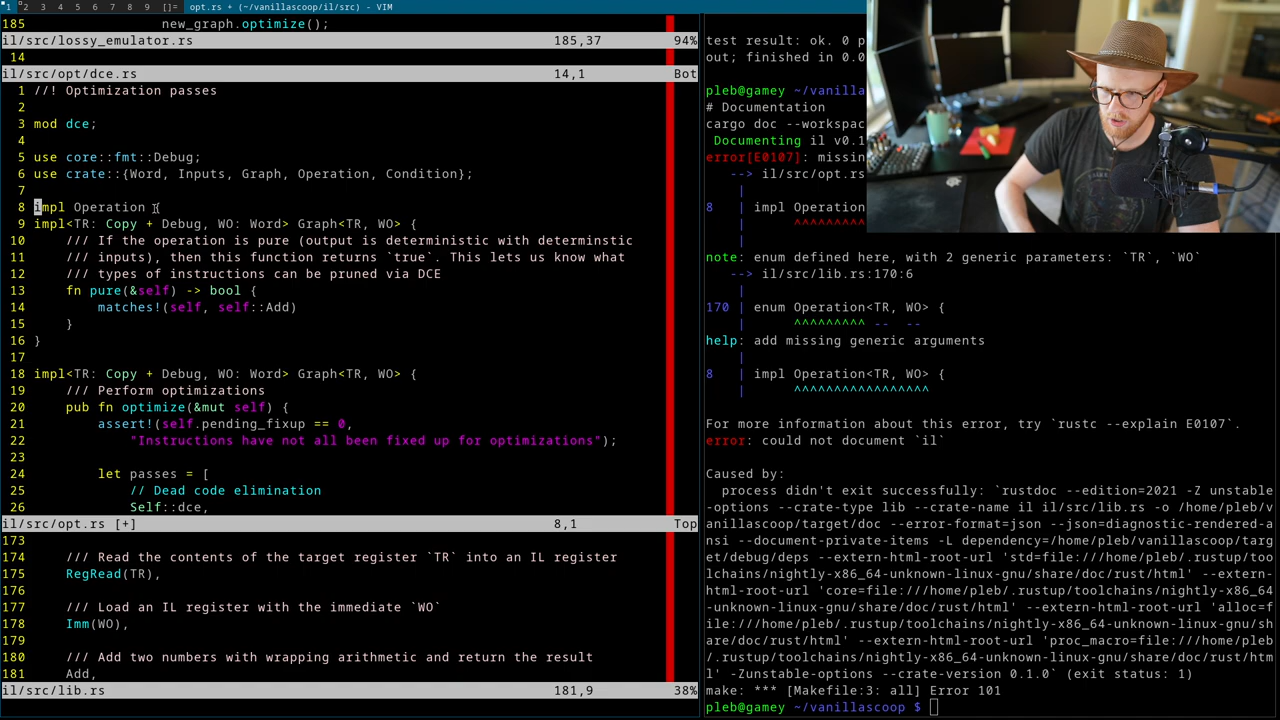 1 2 3 4 5 6 7 8 9 []= opt.rs + (~/vanillascoop/il/src) - VIM
185                 new_graph.optimize();
il/src/lossy_emulator.rs 185,37 94%
14
il/src/opt/dce.rs 14,1 Bot
1 //! Optimization passes
2
3 mod dce;
4
5 use core::fmt::Debug;
6 use crate::{Word, Inputs, Graph, Operation, Condition};
7
8 impl Operation
9 impl<TR: Copy + Debug, WO: Word> Graph<TR, WO> {
10     /// If the operation is pure (output is deterministic with determinstic
11     /// inputs), then this function returns `true`. This lets us know what
12     /// types of instructions can be pruned via DCE
13     fn pure(&self) -> bool {
14         matches!(self, self::Add)
15     }
16 }
17
18 impl<TR: Copy + Debug, WO: Word> Graph<TR, WO> {
19     /// Perform optimizations
20     pub fn optimize(&mut self) {
21         assert!(self.pending_fixup == 0,
22             "Instructions have not all been fixed up for optimizations");
23
24         let passes = [
25             // Dead code elimination
26             Self::dce,
il/src/opt.rs [+] 8,1 Top
173
174     /// Read the contents of the target register `TR` into an IL register
175     RegRead(TR),
176
177     /// Load an IL register with the immediate `WO`
178     Imm(WO),
179
180     /// Add two numbers with wrapping arithmetic and return the result
181     Add,
il/src/lib.rs 181,9 38%
test result: ok. 0 p
out; finished in 0.0
pleb@gamey ~/vanilla
# Documentation
cargo doc --workspac
 Documenting il v0.1
error[E0107]: missin
   --> il/src/opt.rs
    |
8   | impl Operation
    |      ^^^^^^^^^
    |
note: enum defined here, with 2 generic parameters: `TR`, `WO`
   --> il/src/lib.rs:170:6
    |
170 | enum Operation<TR, WO> {
    |      ^^^^^^^^^ --  --
help: add missing generic arguments
    |
8   | impl Operation<TR, WO> {
    |      ^^^^^^^^^^^^^^^^^
For more information about this error, try `rustc --explain E0107`.
error: could not document `il`
Caused by:
  process didn't exit successfully: `rustdoc --edition=2021 -Z unstable
-options --crate-type lib --crate-name il il/src/lib.rs -o /home/pleb/v
anillascoop/target/doc --error-format=json --json=diagnostic-rendered-a
nsi --document-private-items -L dependency=/home/pleb/vanillascoop/targ
et/debug/deps --extern-html-root-url 'std=file:///home/pleb/.rustup/too
lchains/nightly-x86_64-unknown-linux-gnu/share/doc/rust/html' --extern-
html-root-url 'core=file:///home/pleb/.rustup/toolchains/nightly-x86_64
-unknown-linux-gnu/share/doc/rust/html' --extern-html-root-url 'alloc=f
ile:///home/pleb/.rustup/toolchains/nightly-x86_64-unknown-linux-gnu/sh
are/doc/rust/html' --extern-html-root-url 'proc_macro=file:///home/pleb
/.rustup/toolchains/nightly-x86_64-unknown-linux-gnu/share/doc/rust/htm
l' -Zunstable-options --crate-version 0.1.0` (exit status: 1)
make: *** [Makefile:3: all] Error 101
pleb@gamey ~/vanillascoop $